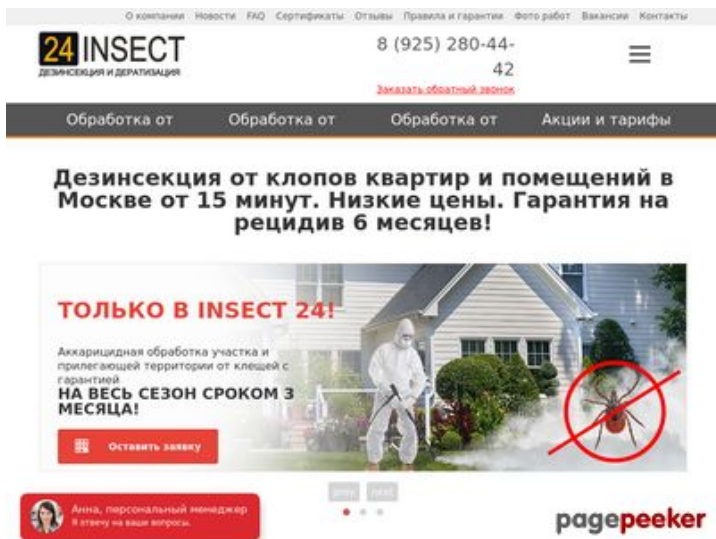 О компании Новости FAQ Сертификаты Отзывы Правила и гарантии Фото работ Вакансии Контакты
24 INSECT
ДЕЗИНСЕКЦИЯ И ДЕРАТИЗАЦИЯ
8 (925) 280-44-
42
Заказать обратный звонок
Обработка от Обработка от Обработка от Акции и тарифы
Дезинсекция от клопов квартир и помещений в
Москве от 15 минут. Низкие цены. Гарантия на
рецидив 6 месяцев!
ТОЛЬКО В INSECT 24!
Аккарицидная обработка участка и
прилегающей территории от клещей с
гарантией
НА ВЕСЬ СЕЗОН СРОКОМ 3
МЕСЯЦА!
Оставить заявку
prev next
Анна, персональный менеджер
Я отвечу на ваши вопросы.
pagepeeker